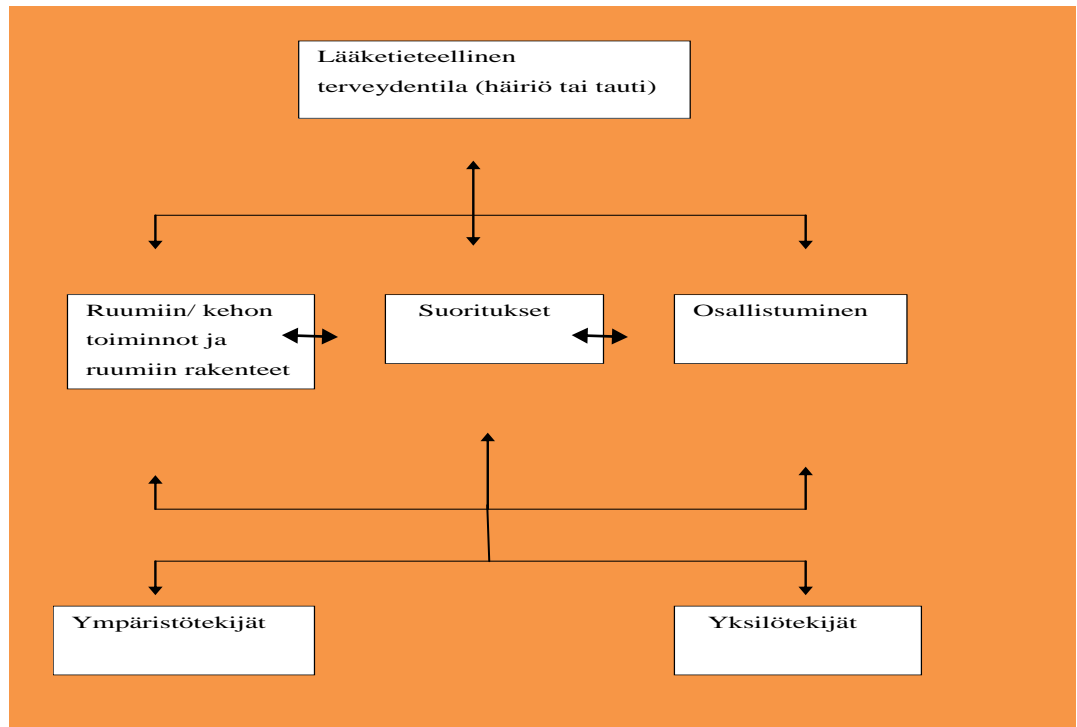 Lääketieteellinen
terveydentila (häiriö tai tauti)
Ruumiin/ kehon
toiminnot ja
ruumiin rakenteet
Suoritukset
Osallistuminen
Ympäristötekijät
Yksilötekijät